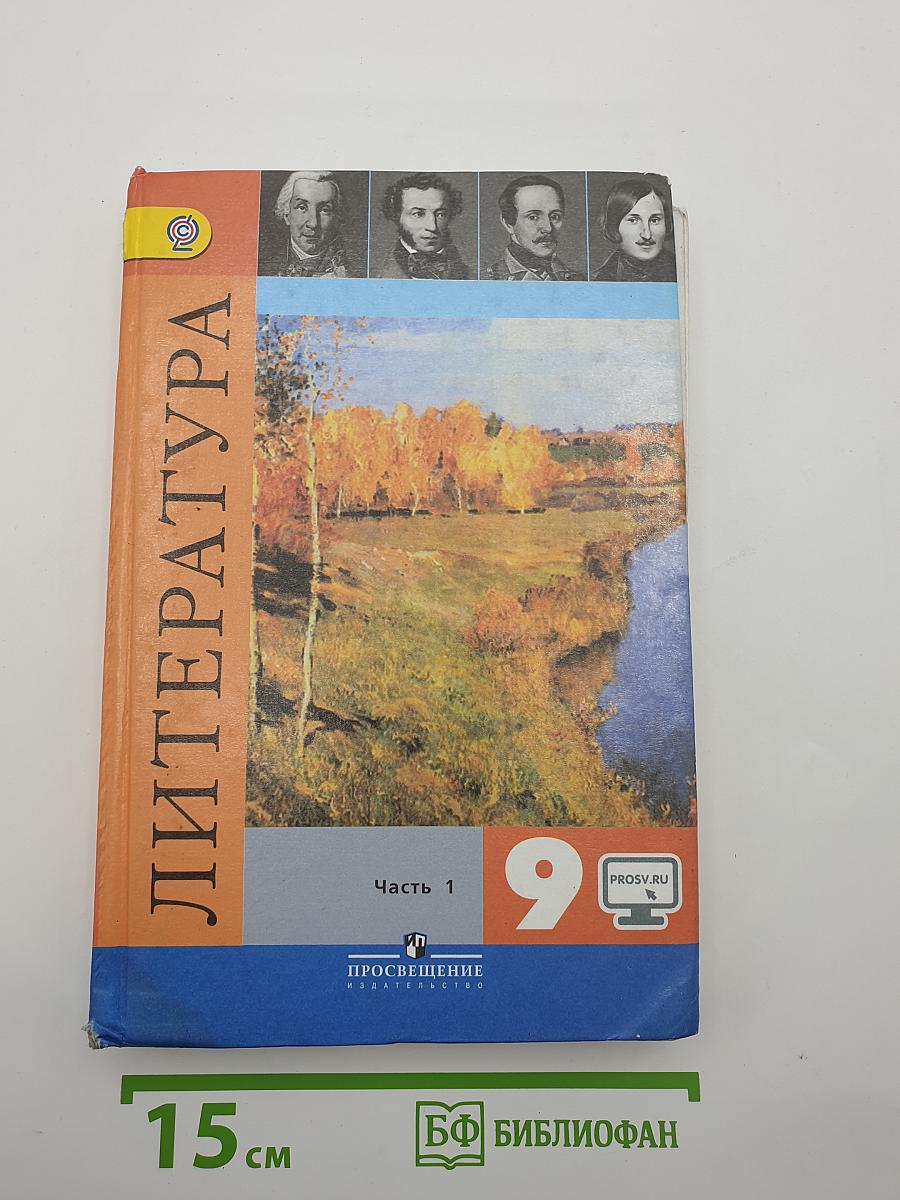 ЛИТЕРАТУРА
Часть 1
9
PROSV.RU
ПРОСВЕЩЕНИЕ
ИЗДАТЕЛЬСТВО
15 см
БФ БИБЛИОФАН